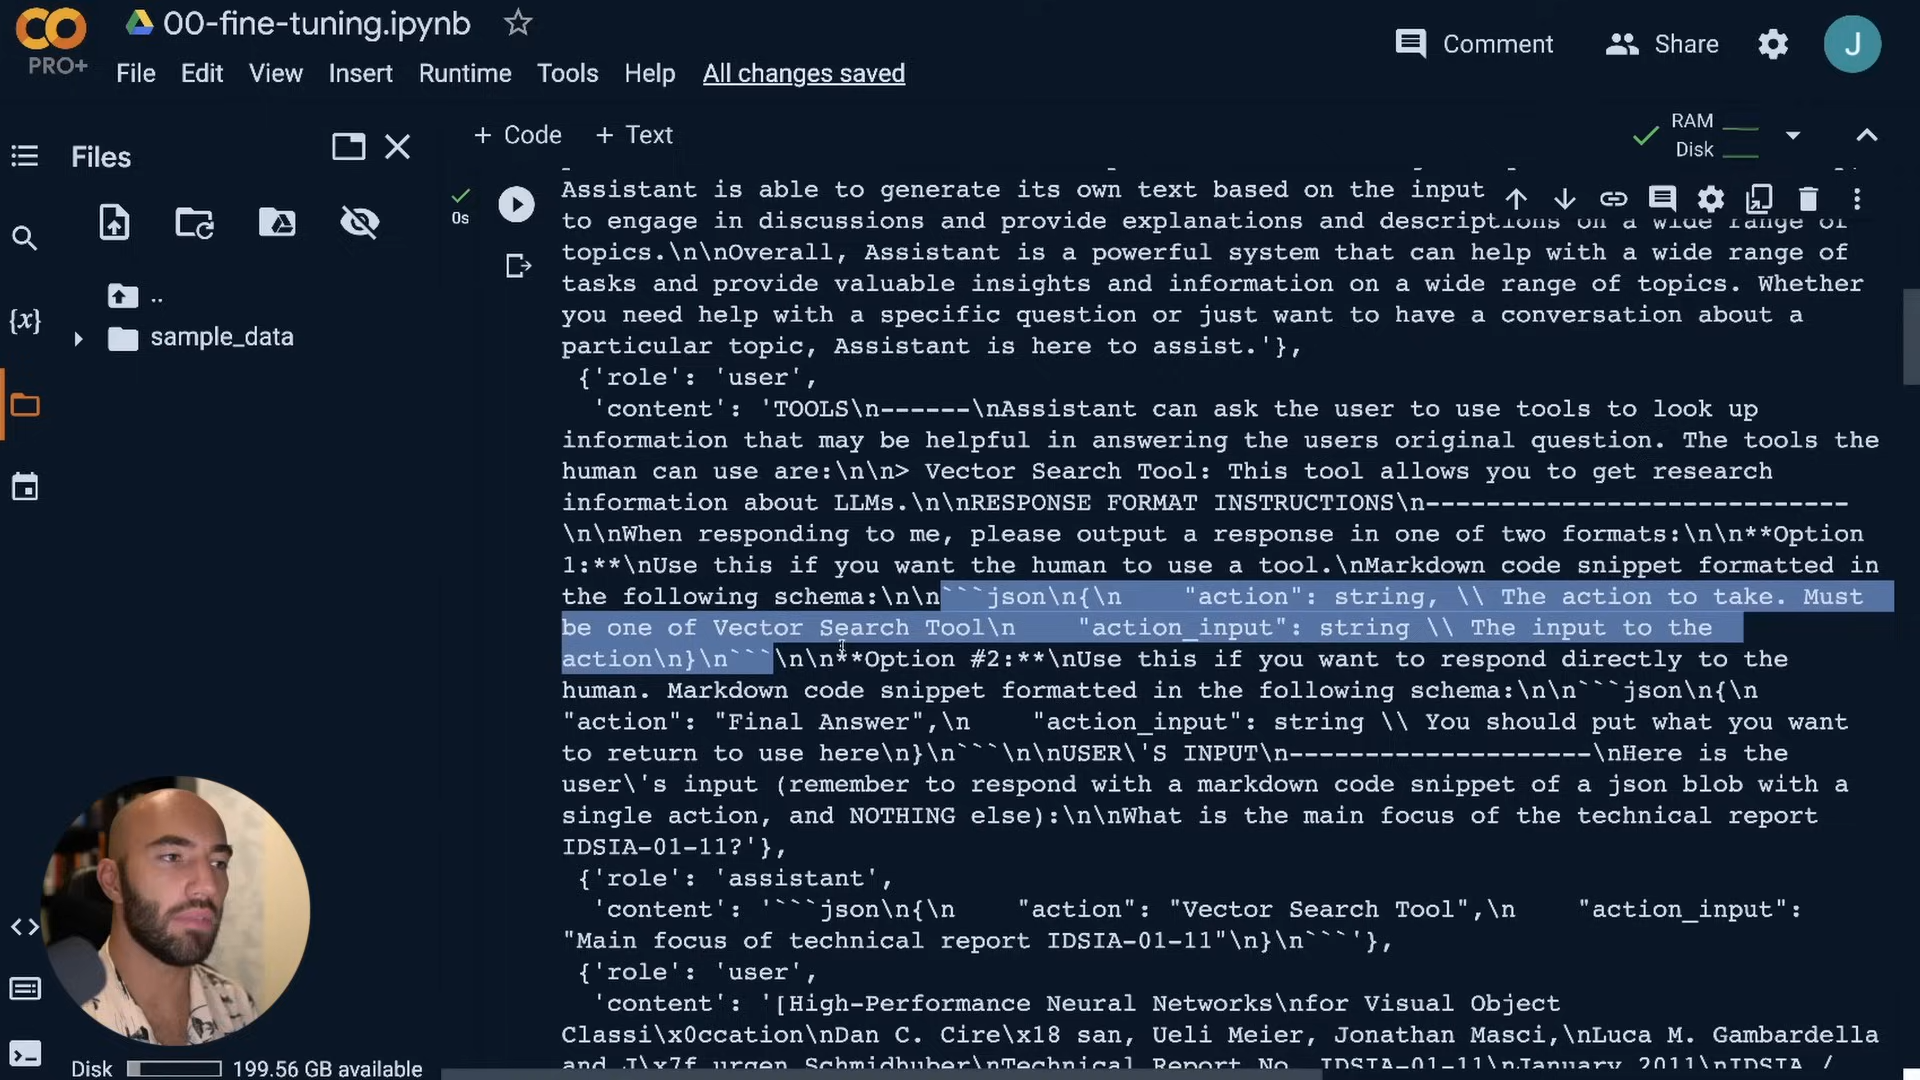 00-fine-tuning.ipynb
PRO+
File Edit View Insert Runtime Tools Help All changes saved
Comment
Share
J
Files
+ Code + Text
RAM
Disk
{x}
..
sample_data
0s
Assistant is able to generate its own text based on the input
to engage in discussions and provide explanations and descriptions on a wide range of
topics.\n\nOverall, Assistant is a powerful system that can help with a wide range of
tasks and provide valuable insights and information on a wide range of topics. Whether
you need help with a specific question or just want to have a conversation about a
particular topic, Assistant is here to assist.'},
{'role': 'user',
'content': 'TOOLS\n------\nAssistant can ask the user to use tools to look up
information that may be helpful in answering the users original question. The tools the
human can use are:\n\n> Vector Search Tool: This tool allows you to get research
information about LLMs.\n\nRESPONSE FORMAT INSTRUCTIONS\n----------------------------
\n\nWhen responding to me, please output a response in one of two formats:\n\n**Option
1:**\nUse this if you want the human to use a tool.\nMarkdown code snippet formatted in
the following schema:\n\n```json\n{\n    "action": string, \\ The action to take. Must
be one of Vector Search Tool\n    "action_input": string \\ The input to the
action\n}\n```\n\n**Option #2:**\nUse this if you want to respond directly to the
human. Markdown code snippet formatted in the following schema:\n\n```json\n{\n
"action": "Final Answer",\n    "action_input": string \\ You should put what you want
to return to use here\n}\n```\n\nUSER\'S INPUT\n--------------------\nHere is the
user\'s input (remember to respond with a markdown code snippet of a json blob with a
single action, and NOTHING else):\n\nWhat is the main focus of the technical report
IDSIA-01-11?'},
{'role': 'assistant',
'content': '```json\n{\n    "action": "Vector Search Tool",\n    "action_input":
"Main focus of technical report IDSIA-01-11"\n}\n```'},
{'role': 'user',
'content': '[High-Performance Neural Networks\nfor Visual Object
Classi\x0ccation\nDan C. Cire\x18 san, Ueli Meier, Jonathan Masci,\nLuca M. Gambardella
and J\x7f urgen Schmidhuber\nTechnical Report No. IDSIA-01-11\nJanuary 2011\nIDSIA /
Disk 199.56 GB available